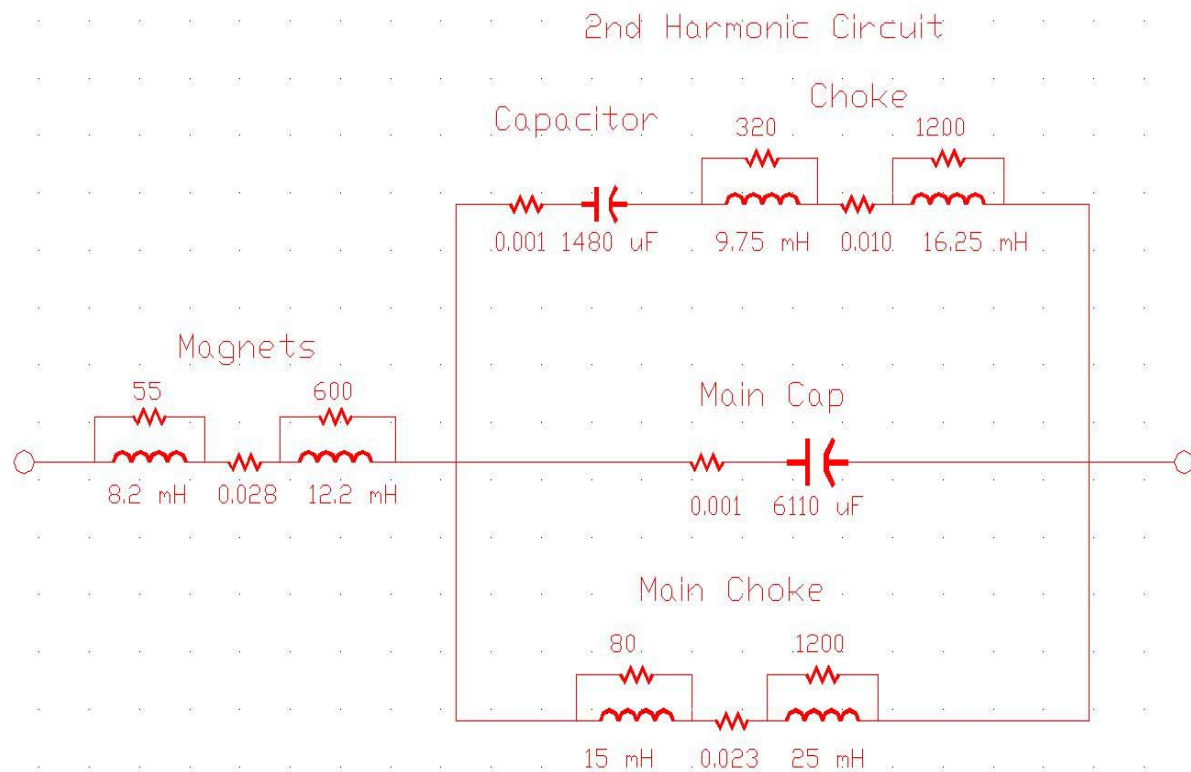 2nd Harmonic Circuit
Choke
Capacitor
320
1200
0.001
1480 uF
9.75 mH
0.010
16.25 mH
Magnets
55
600
8.2 mH
0.028
12.2 mH
Main Cap
0.001
6110 uF
Main Choke
80
1200
15 mH
0.023
25 mH